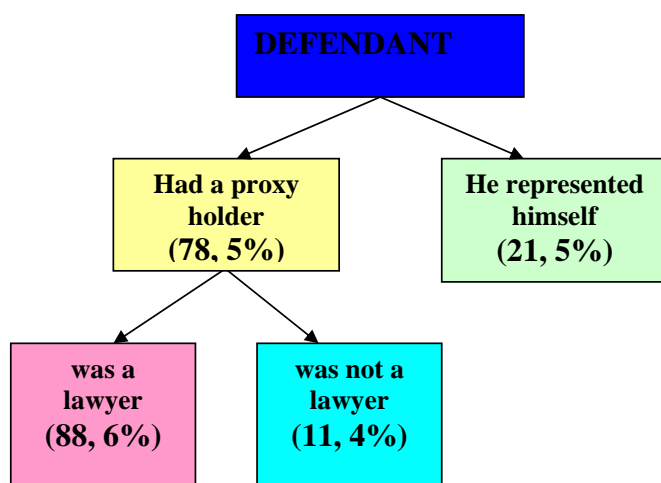 DEFENDANT
Had a proxy
holder
(78, 5%)
He represented
himself
(21, 5%)
was a
lawyer
(88, 6%)
was not a
lawyer
(11, 4%)